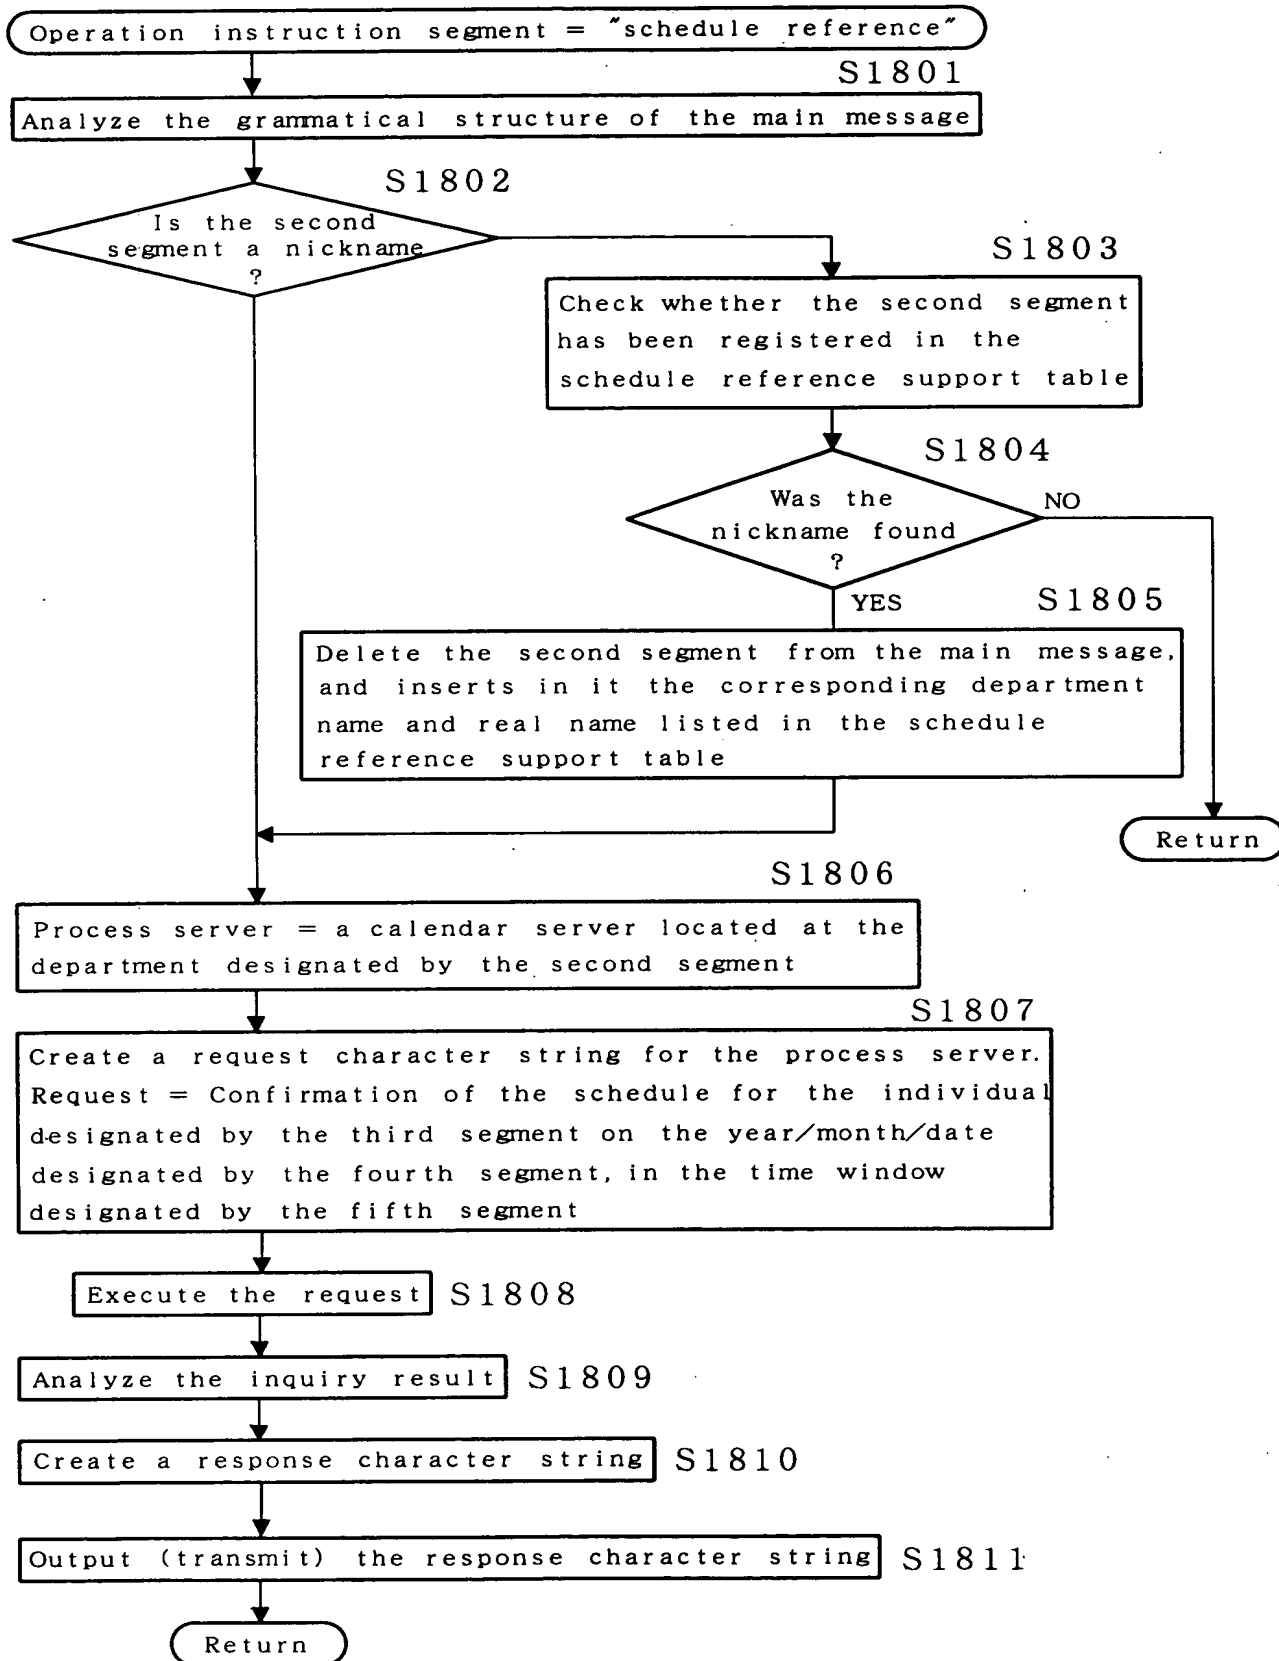 Operation instruction segment = "schedule reference"
S1801
Analyze the grammatical structure of the main message
S1802
Is the second
segment a nickname
?
S1803
Check whether the second segment
has been registered in the
schedule reference support table
S1804
Was the
nickname found
?
NO
YES
S1805
Delete the second segment from the main message,
and inserts in it the corresponding department
name and real name listed in the schedule
reference support table
Return
S1806
Process server = a calendar server located at the
department designated by the second segment
S1807
Create a request character string for the process server.
Request = Confirmation of the schedule for the individual
designated by the third segment on the year/month/date
designated by the fourth segment, in the time window
designated by the fifth segment
Execute the request S1808
Analyze the inquiry result S1809
Create a response character string S1810
Output (transmit) the response character string S1811
Return